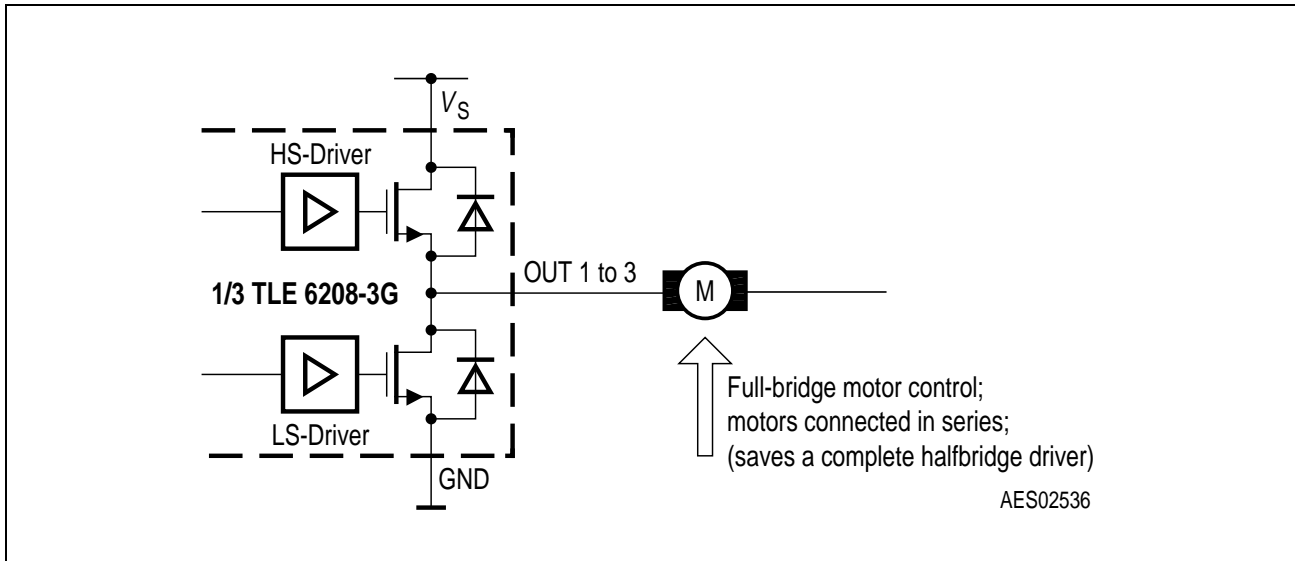 VS
HS-Driver
OUT 1 to 3
M
1/3 TLE 6208-3G
Full-bridge motor control;
motors connected in series;
(saves a complete halfbridge driver)
LS-Driver
GND
AES02536